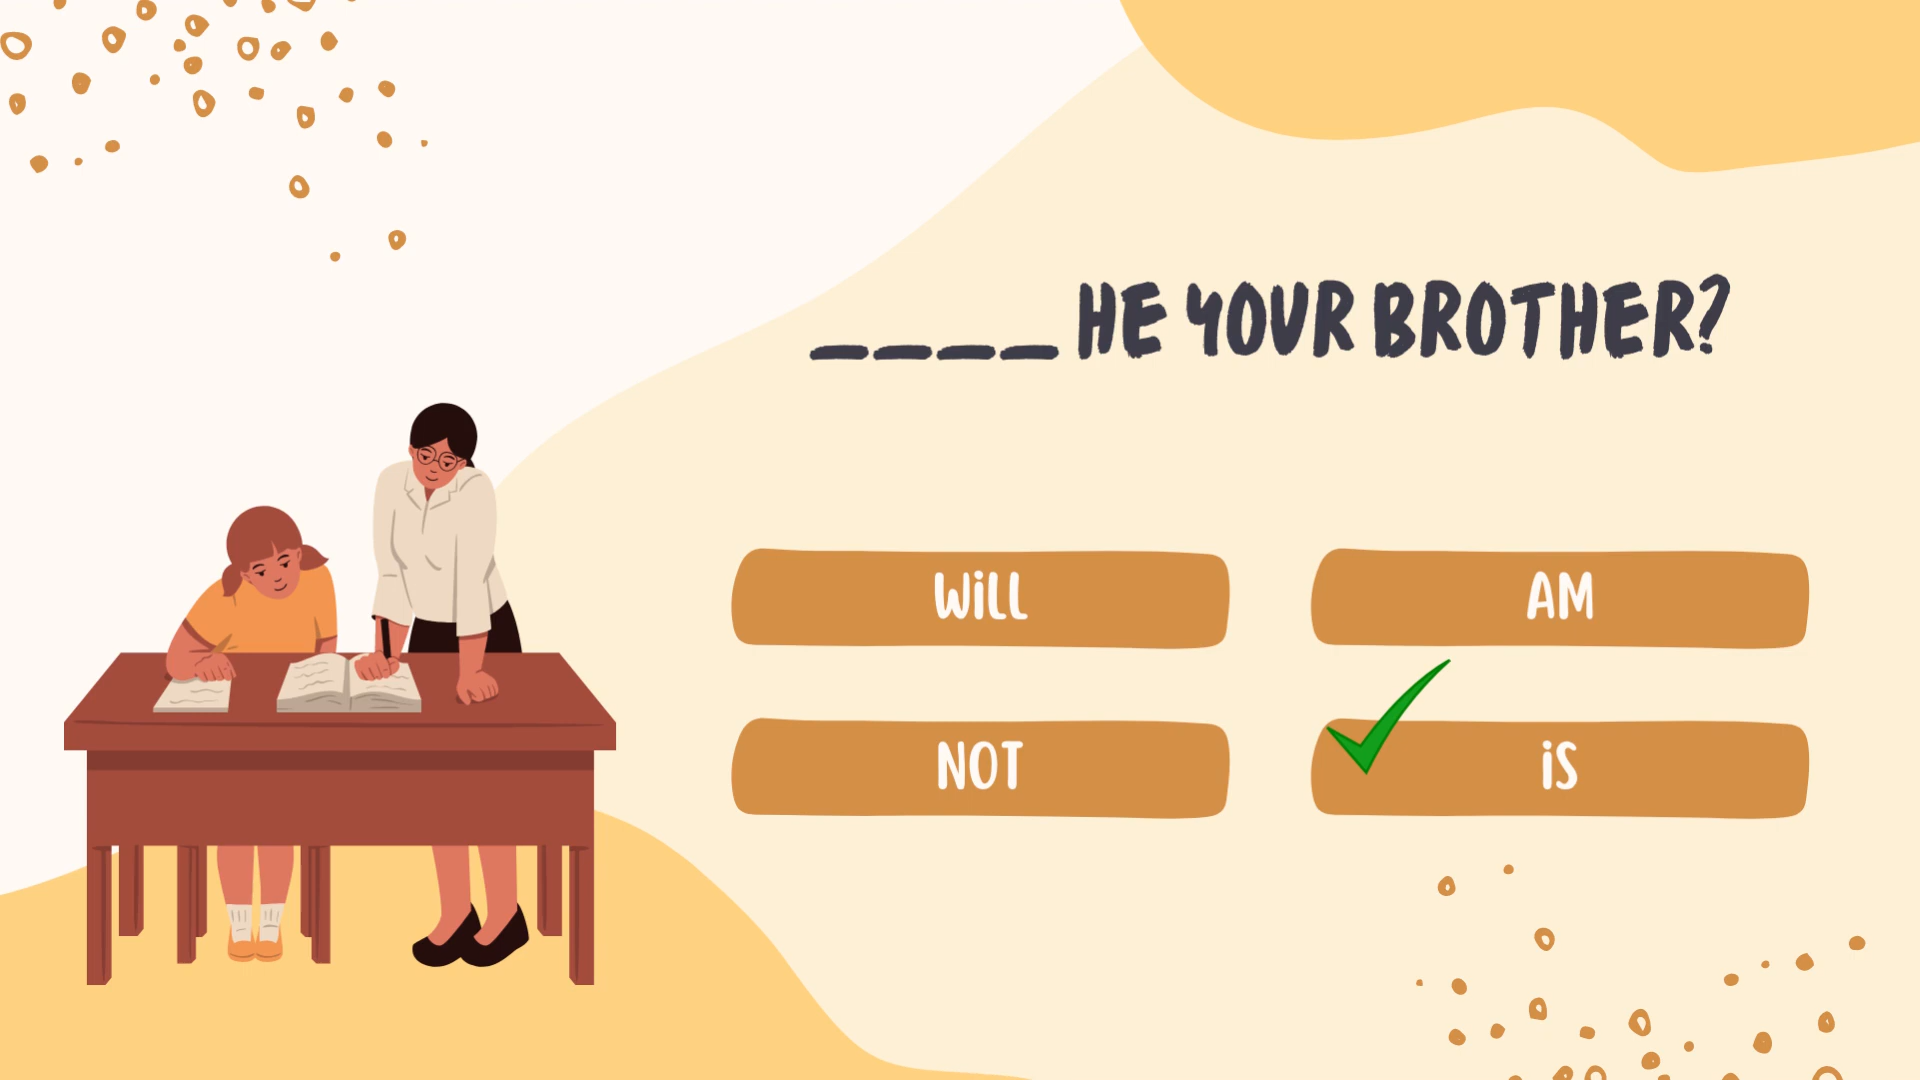 ____ HE YOUR BROTHER?
WiLL
AM
NOT
iS